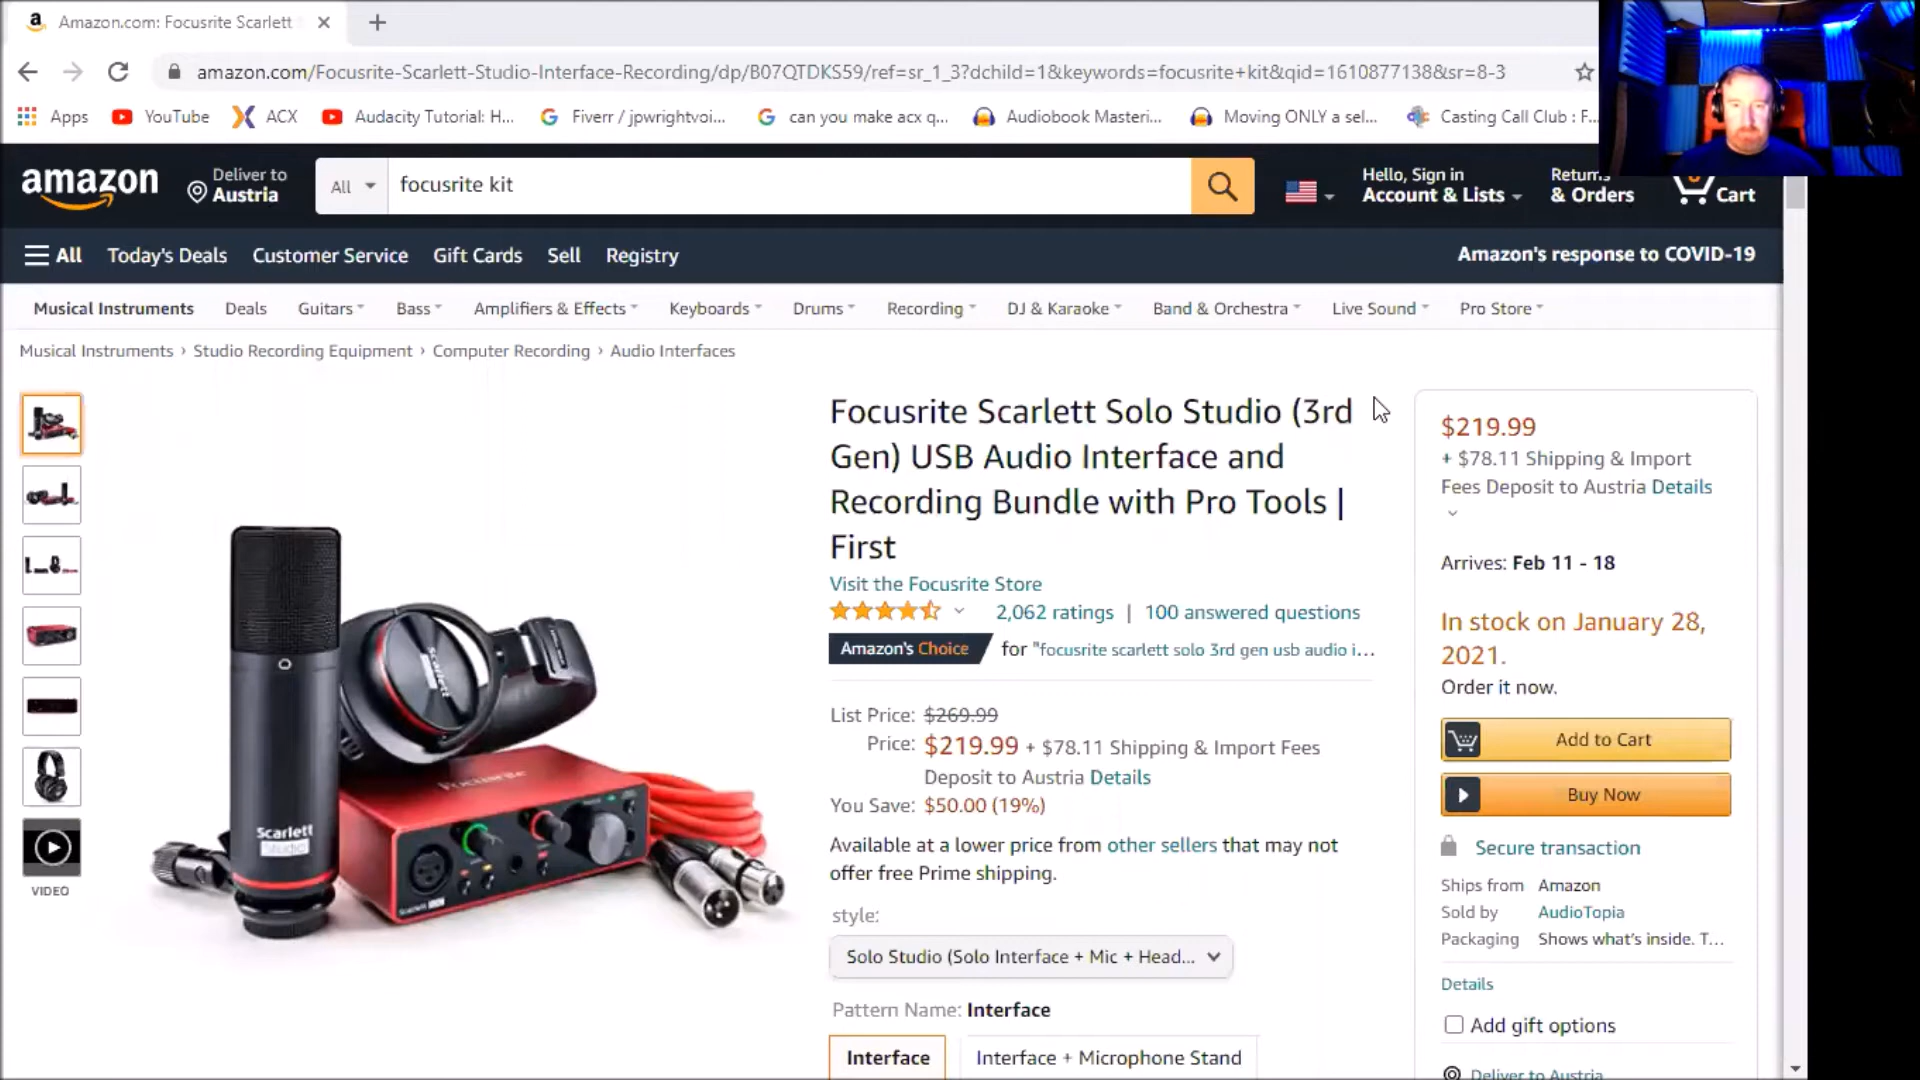 Amazon.com: Focusrite Scarlett
amazon.com/Focusrite-Scarlett-Studio-Interface-Recording/dp/B07QTDKS59/ref=sr_1_3?dchild=1&keywords=focusrite+kit&qid=1610877138&sr=8-3
Apps YouTube ACX Audacity Tutorial: H... Fiverr / jpwrightvoi... can you make acx q... Audiobook Masteri... Moving ONLY a sel... Casting Call Club : F...
amazon
Deliver to
Austria
All
focusrite kit
Hello, Sign in
Account & Lists
Returns
& Orders
Cart
All Today's Deals Customer Service Gift Cards Sell Registry
Amazon's response to COVID-19
Musical Instruments Deals Guitars Bass Amplifiers & Effects Keyboards Drums Recording DJ & Karaoke Band & Orchestra Live Sound Pro Store
Musical Instruments › Studio Recording Equipment › Computer Recording › Audio Interfaces
VIDEO
Scarlett
Studio
Focusrite
Scarlett
Focusrite Scarlett Solo Studio (3rd
Gen) USB Audio Interface and
Recording Bundle with Pro Tools |
First
Visit the Focusrite Store
2,062 ratings | 100 answered questions
Amazon's Choice for "focusrite scarlett solo 3rd gen usb audio i...
List Price: $269.99
Price: $219.99 + $78.11 Shipping & Import Fees
Deposit to Austria Details
You Save: $50.00 (19%)
Available at a lower price from other sellers that may not
offer free Prime shipping.
style:
Solo Studio (Solo Interface + Mic + Head...
Pattern Name: Interface
Interface
Interface + Microphone Stand
$219.99
+ $78.11 Shipping & Import
Fees Deposit to Austria Details
Arrives: Feb 11 - 18
In stock on January 28,
2021.
Order it now.
Add to Cart
Buy Now
Secure transaction
Ships from Amazon
Sold by AudioTopia
Packaging Shows what's inside. T...
Details
Add gift options
Deliver to Austria